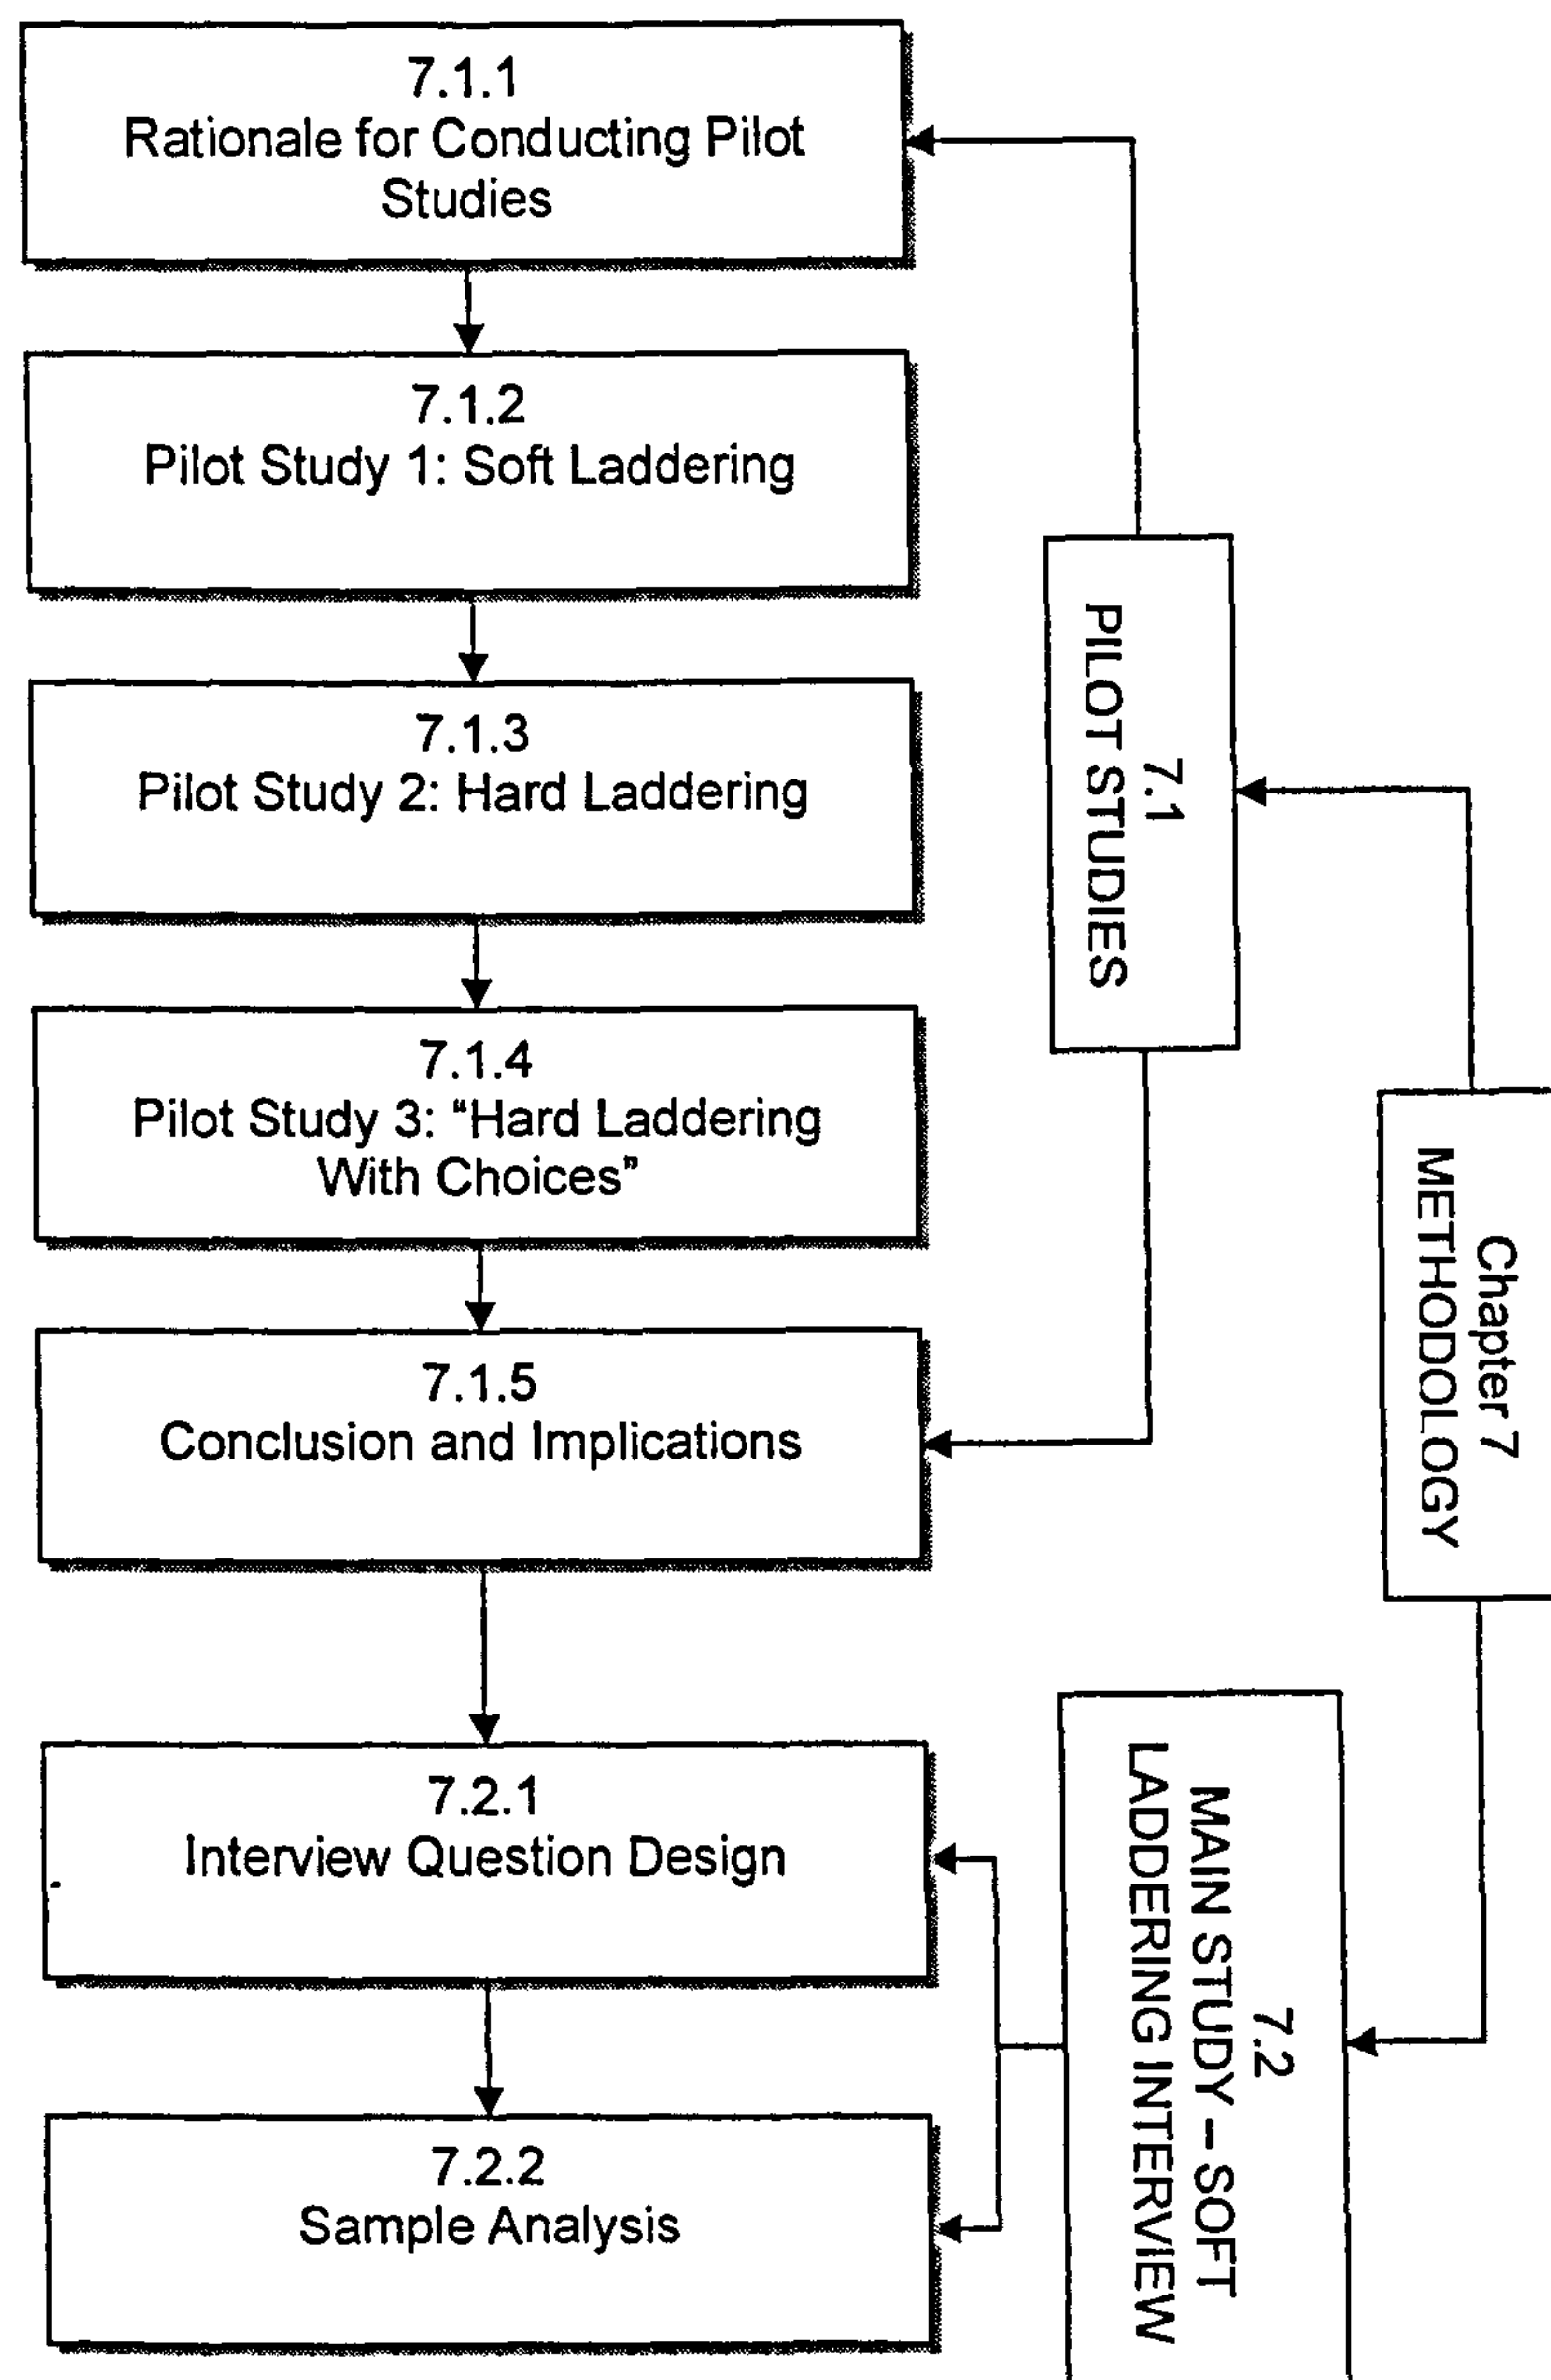 7.1.1
Rationale for Conducting Pilot
Studies
7.1.2
Pilot Study 1: Soft Laddering
7.1.3
Pilot Study 2: Hard Laddering
7.1.4
Pilot Study 3: “Hard Laddering
With Choices”
7.1.5
Conclusion and Implications
7.2.1
Interview Question Design
7.2.2
Sample Analysis
7.1
PILOT STUDIES
7.2
MAIN STUDY – SOFT
LADDERING INTERVIEW
Chapter 7
METHODOLOGY